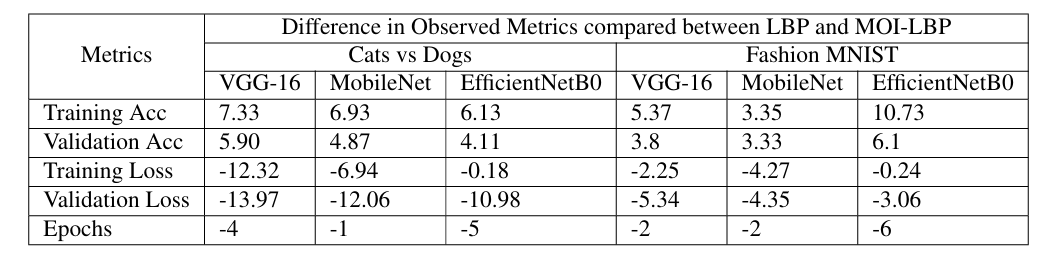 Difference in Observed Metrics compared between LBP and MOI-LBP
Metrics Cats vs Dogs Fashion MNIST
VGG-16 MobileNet EfficientNetB0 VGG-16 MobileNet EfficientNetB0
Training Acc 7.33 6.93 6.13 5.37 3.35 10.73
Validation Acc 5.90 4.87 4.11 3.8 3.33 6.1
Training Loss -12.32 -6.94 -0.18 -2.25 -4.27 -0.24
Validation Loss -13.97 -12.06 -10.98 -5.34 -4.35 -3.06
Epochs -4 -1 -5 -2 -2 -6